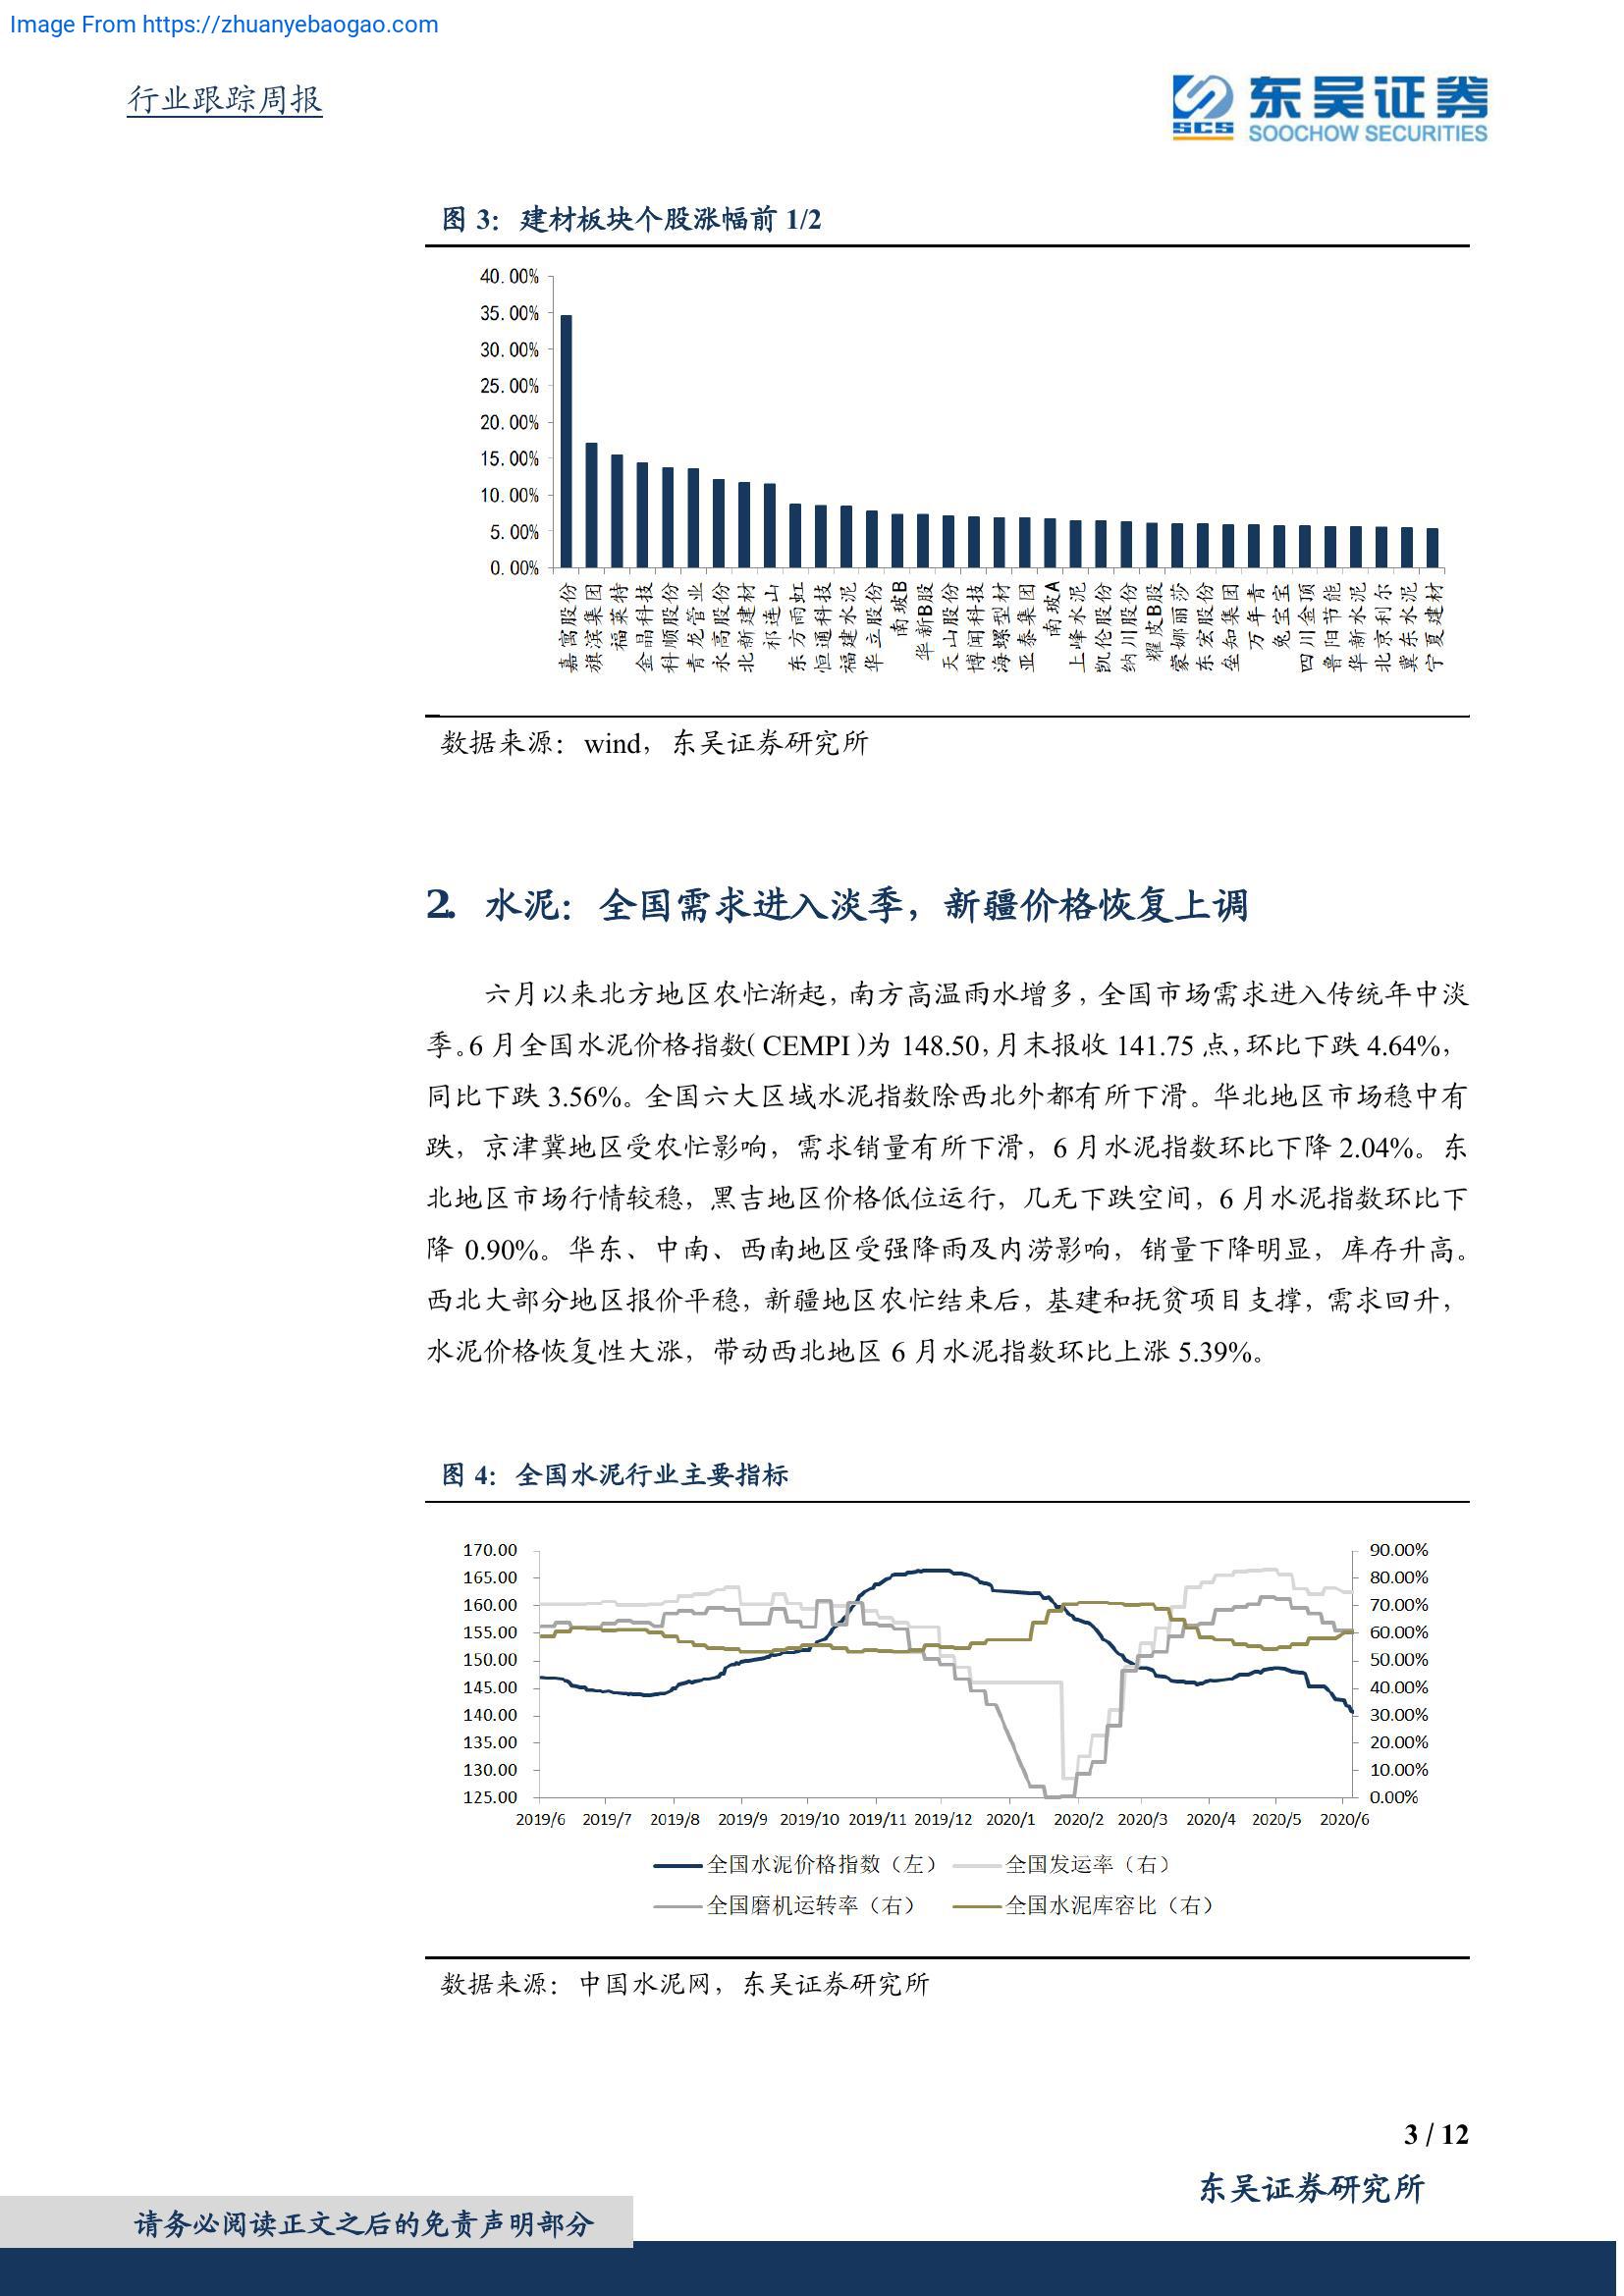 Image From https://zhuanyebaogao.com
行业跟踪周报
东吴证券
SCS
SOOCHOW SECURITIES
图 3：建材板块个股涨幅前 1/2
40.00%
35.00%
30.00%
25.00%
20.00%
15.00%
10.00%
5.00%
0.00%
嘉寓股份
旗滨集团
福莱特
金晶科技
科顺股份
青龙管业
永高股份
北新建材
祁连山
东方雨虹
恒通科技
福建水泥
华立股份
南玻B
华新B股
天山股份
博闻科技
海螺型材
亚泰集团
南玻A
上峰水泥
凯伦股份
纳川股份
耀皮B股
蒙娜丽莎
东宏股份
垒知集团
万年青
兔宝宝
四川金顶
鲁阳节能
华新水泥
北京利尔
冀东水泥
宁夏建材
数据来源：wind，东吴证券研究所
2. 水泥：全国需求进入淡季，新疆价格恢复上调
六月以来北方地区农忙渐起，南方高温雨水增多，全国市场需求进入传统年中淡
季。6 月全国水泥价格指数（CEMPI）为 148.50，月末报收 141.75 点，环比下跌 4.64%，
同比下跌 3.56%。全国六大区域水泥指数除西北外都有所下滑。华北地区市场稳中有
跌，京津冀地区受农忙影响，需求销量有所下滑，6 月水泥指数环比下降 2.04%。东
北地区市场行情较稳，黑吉地区价格低位运行，几无下跌空间，6 月水泥指数环比下
降 0.90%。华东、中南、西南地区受强降雨及内涝影响，销量下降明显，库存升高。
西北大部分地区报价平稳，新疆地区农忙结束后，基建和抚贫项目支撑，需求回升，
水泥价格恢复性大涨，带动西北地区 6 月水泥指数环比上涨 5.39%。
图 4：全国水泥行业主要指标
170.00
165.00
160.00
155.00
150.00
145.00
140.00
135.00
130.00
125.00
90.00%
80.00%
70.00%
60.00%
50.00%
40.00%
30.00%
20.00%
10.00%
0.00%
2019/6 2019/7 2019/8 2019/9 2019/10 2019/11 2019/12 2020/1 2020/2 2020/3 2020/4 2020/5 2020/6
全国水泥价格指数（左） 全国发运率（右）
全国磨机运转率（右） 全国水泥库容比（右）
数据来源：中国水泥网，东吴证券研究所
3 / 12
东吴证券研究所
请务必阅读正文之后的免责声明部分